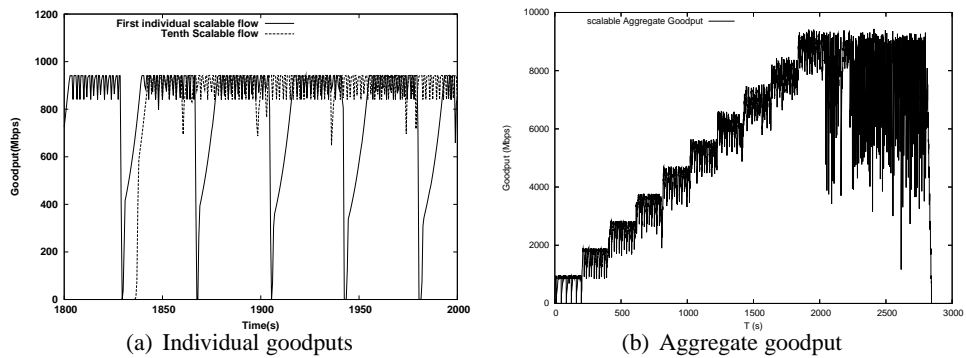 1200
1000
800
600
400
200
0
Goodput(Mbps)
First individual scalable flow
Tenth Scalable flow
1800
1850
1900
1950
2000
Time(s)
(a) Individual goodputs
10000
8000
6000
4000
2000
0
Goodput (Mbps)
scalable Aggregate Goodput
0
500
1000
1500
2000
2500
3000
T (s)
(b) Aggregate goodput